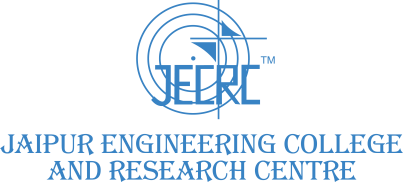 JECRC™
JAIPUR ENGINEERING COLLEGE
AND RESEARCH CENTRE